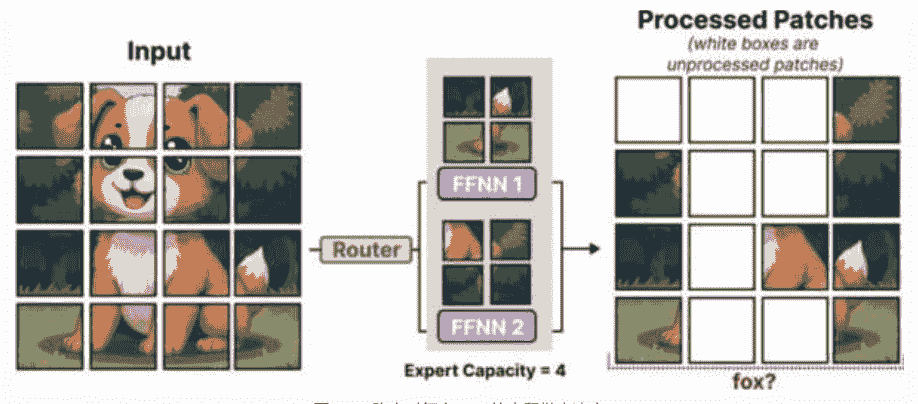 Input
Router
FFNN 1
FFNN 2
Expert Capacity = 4
Processed Patches
(white boxes are
unprocessed patches)
fox?